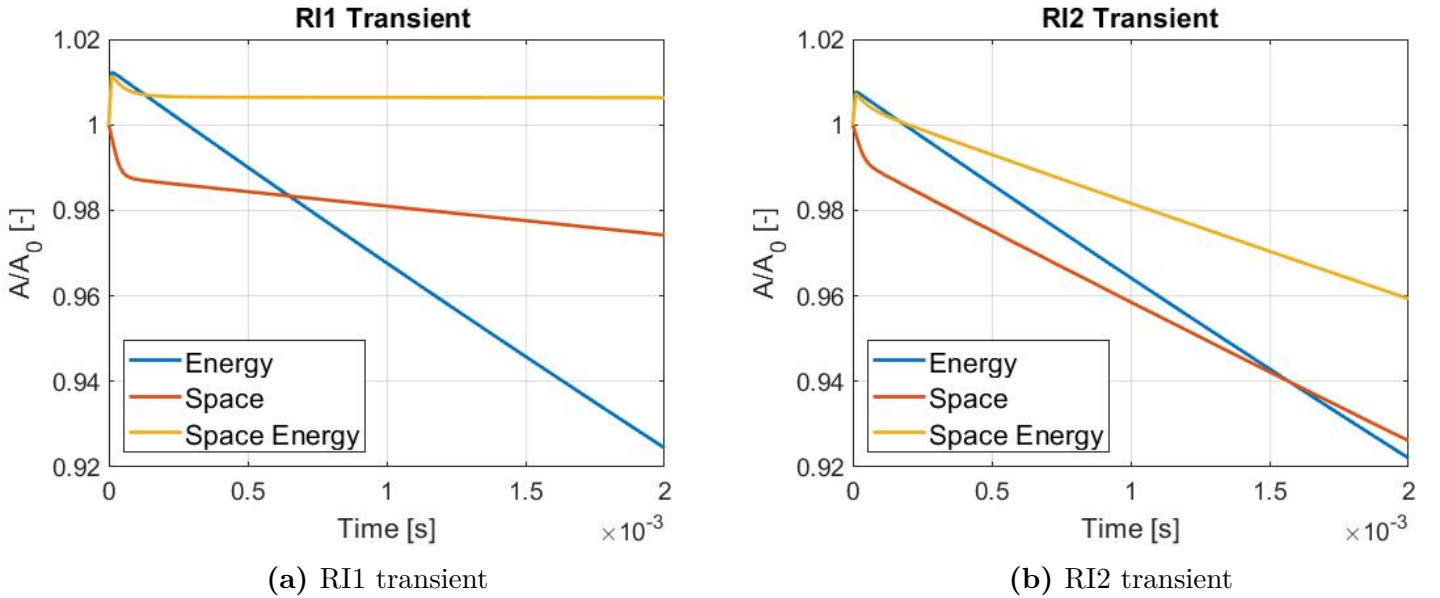 RI1 Transient
1.02
1
0.98
0.96
0.94
0.92
A/A₀ [-]
Energy
Space
Space Energy
0 0.5 1 1.5 2
Time [s] ×10⁻³
(a) RI1 transient
RI2 Transient
1.02
1
0.98
0.96
0.94
0.92
A/A₀ [-]
Energy
Space
Space Energy
0 0.5 1 1.5 2
Time [s] ×10⁻³
(b) RI2 transient